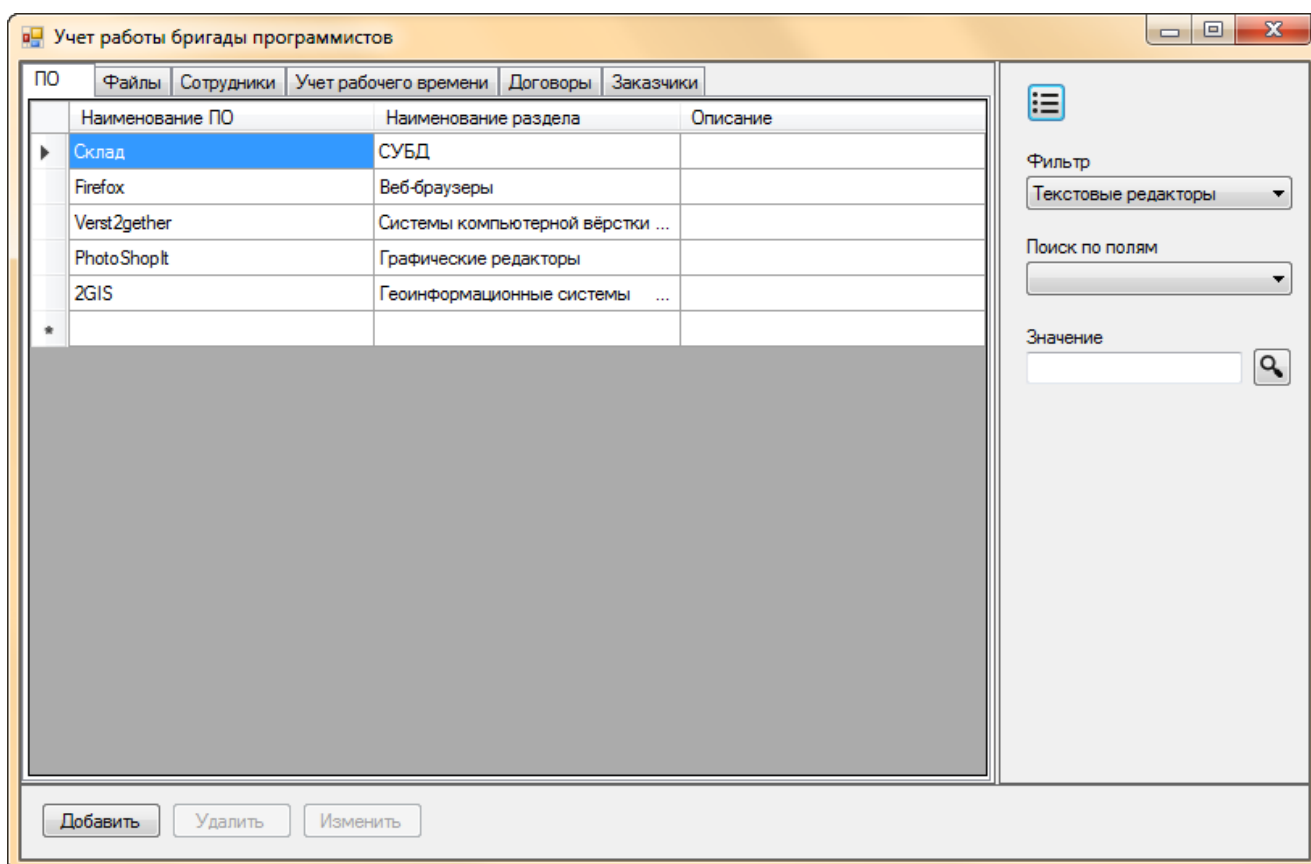 Учет работы бригады программистов
ПО Файлы Сотрудники Учет рабочего времени Договоры Заказчики
Наименование ПО Наименование раздела Описание
Склад СУБД
Firefox Веб-браузеры
Verst2gether Системы компьютерной вёрстки ...
PhotoShopIt Графические редакторы
2GIS Геоинформационные системы ...
Фильтр
Текстовые редакторы
Поиск по полям
Значение
Добавить Удалить Изменить